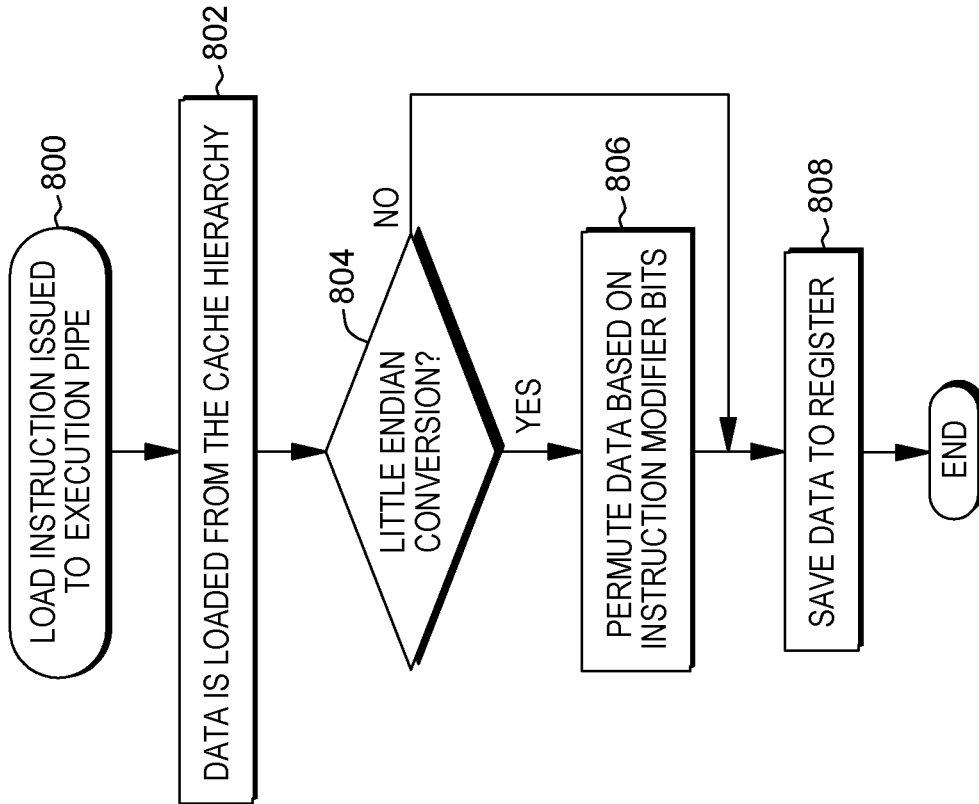 LOAD INSTRUCTION ISSUED
TO EXECUTION PIPE
800
DATA IS LOADED FROM THE CACHE HIERARCHY
802
LITTLE ENDIAN
CONVERSION?
804
NO
YES
PERMUTE DATA BASED ON
INSTRUCTION MODIFIER BITS
806
SAVE DATA TO REGISTER
808
END